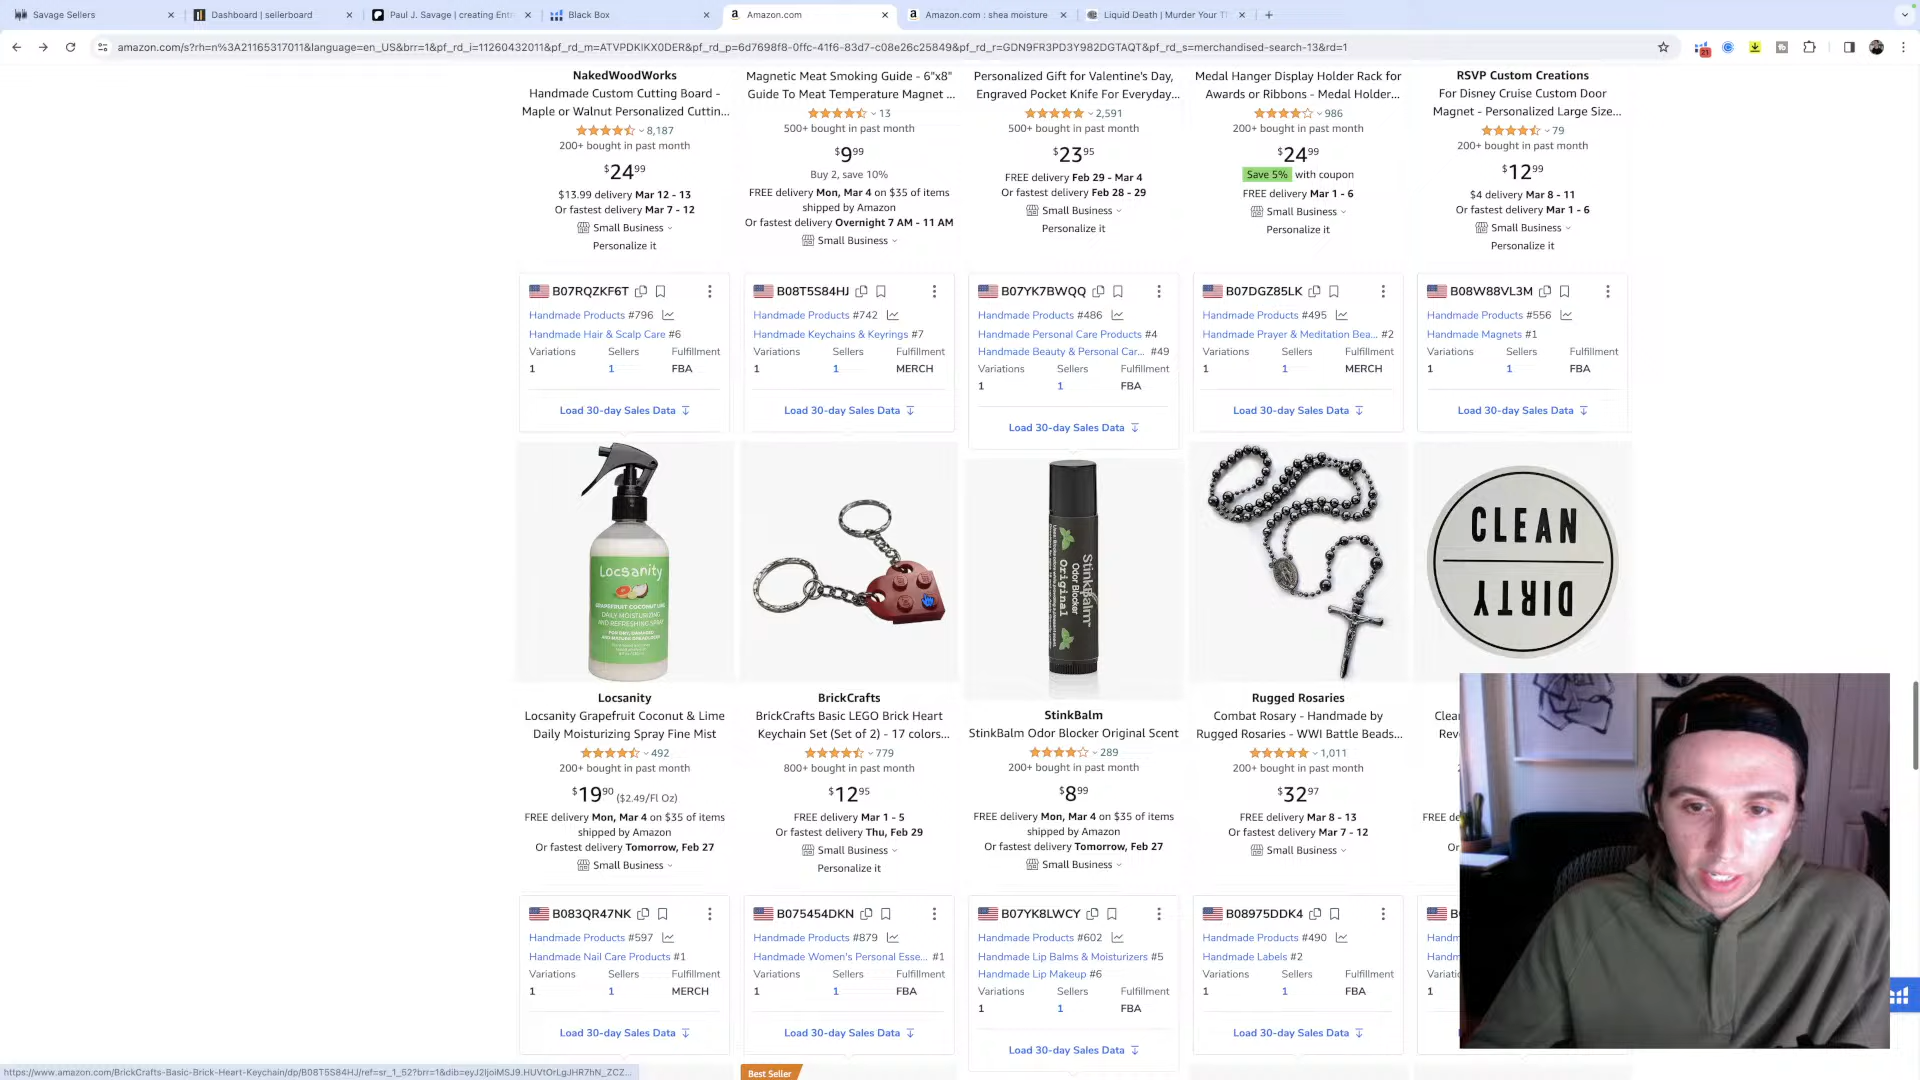 Savage Sellers
Dashboard | sellerboard
Paul J. Savage | creating Ent
Black Box
Amazon.com
Amazon.com : shea moisture
Liquid Death | Murder Your T
amazon.com/s?rh=n%3A21165317011&language=en_US&brr=1&pf_rd_i=11260432011&pf_rd_m=ATVPDKIKX0DER&pf_rd_p=6d7698f8-0ffc-41f6-83d7-c08e26c25849&pf_rd_r=GDN9FR3PD3Y982DGTAQT&pf_rd_s=merchandised-search-13&rd=1
NakedWoodWorks
Handmade Custom Cutting Board -
Maple or Walnut Personalized Cuttin...
8,187
200+ bought in past month
$24.99
$13.99 delivery Mar 12 - 13
Or fastest delivery Mar 7 - 12
Small Business
Personalize it
Magnetic Meat Smoking Guide - 6"x8"
Guide To Meat Temperature Magnet ...
13
500+ bought in past month
$9.99
Buy 2, save 10%
FREE delivery Mon, Mar 4 on $35 of items
shipped by Amazon
Or fastest delivery Overnight 7 AM - 11 AM
Small Business
Personalized Gift for Valentine's Day,
Engraved Pocket Knife For Everyday...
2,591
500+ bought in past month
$23.95
FREE delivery Feb 29 - Mar 4
Or fastest delivery Feb 28 - 29
Small Business
Personalize it
Medal Hanger Display Holder Rack for
Awards or Ribbons - Medal Holder...
986
200+ bought in past month
$24.99
Save 5% with coupon
FREE delivery Mar 1 - 6
Small Business
Personalize it
RSVP Custom Creations
For Disney Cruise Custom Door
Magnet - Personalized Large Size...
79
200+ bought in past month
$12.99
$4 delivery Mar 8 - 11
Or fastest delivery Mar 1 - 6
Small Business
Personalize it
B07RQZKF6T
Handmade Products #796
Handmade Hair & Scalp Care #6
Variations Sellers Fulfillment
1 1 FBA
Load 30-day Sales Data
B08T5S84HJ
Handmade Products #742
Handmade Keychains & Keyrings #7
Variations Sellers Fulfillment
1 1 MERCH
Load 30-day Sales Data
B07YK7BWQQ
Handmade Products #486
Handmade Personal Care Products #4
Handmade Beauty & Personal Car... #49
Variations Sellers Fulfillment
1 1 FBA
Load 30-day Sales Data
B07DGZ85LK
Handmade Products #495
Handmade Prayer & Meditation Bea... #2
Variations Sellers Fulfillment
1 1 MERCH
Load 30-day Sales Data
B08W88VL3M
Handmade Products #556
Handmade Magnets #1
Variations Sellers Fulfillment
1 1 FBA
Load 30-day Sales Data
Locsanity
GRAPEFRUIT COCONUT LIME
DAILY MOISTURIZING
AND REFRESHING SPRAY
StinkBalm
Odor Blocker
Original
CLEAN
DIRTY
Locsanity
Locsanity Grapefruit Coconut & Lime
Daily Moisturizing Spray Fine Mist
492
200+ bought in past month
$19.90 ($2.49/Fl Oz)
FREE delivery Mon, Mar 4 on $35 of items
shipped by Amazon
Or fastest delivery Tomorrow, Feb 27
Small Business
BrickCrafts
BrickCrafts Basic LEGO Brick Heart
Keychain Set (Set of 2) - 17 colors...
779
800+ bought in past month
$12.95
FREE delivery Mar 1 - 5
Or fastest delivery Thu, Feb 29
Small Business
Personalize it
StinkBalm
StinkBalm Odor Blocker Original Scent
289
200+ bought in past month
$8.99
FREE delivery Mon, Mar 4 on $35 of items
shipped by Amazon
Or fastest delivery Tomorrow, Feb 27
Small Business
Rugged Rosaries
Combat Rosary - Handmade by
Rugged Rosaries - WWI Battle Beads...
1,011
200+ bought in past month
$32.97
FREE delivery Mar 8 - 13
Or fastest delivery Mar 7 - 12
Small Business
Clea
Rev
2
FREE de
Or
B083QR47NK
Handmade Products #597
Handmade Nail Care Products #1
Variations Sellers Fulfillment
1 1 MERCH
Load 30-day Sales Data
B075454DKN
Handmade Products #879
Handmade Women's Personal Esse... #1
Variations Sellers Fulfillment
1 1 FBA
Load 30-day Sales Data
B07YK8LWCY
Handmade Products #602
Handmade Lip Balms & Moisturizers #5
Handmade Lip Makeup #6
Variations Sellers Fulfillment
1 1 FBA
Load 30-day Sales Data
B08975DDK4
Handmade Products #490
Handmade Labels #2
Variations Sellers Fulfillment
1 1 FBA
Load 30-day Sales Data
B0
Handm
Handm
Variati
1
L
Best Seller
https://www.amazon.com/BrickCrafts-Basic-Brick-Heart-Keychain/dp/B08T5S84HJ/ref=sr_1_52?brr=1&dib=eyJ2IjoiMSJ9.HUVtOrLgJHR7hN_ZCZ...